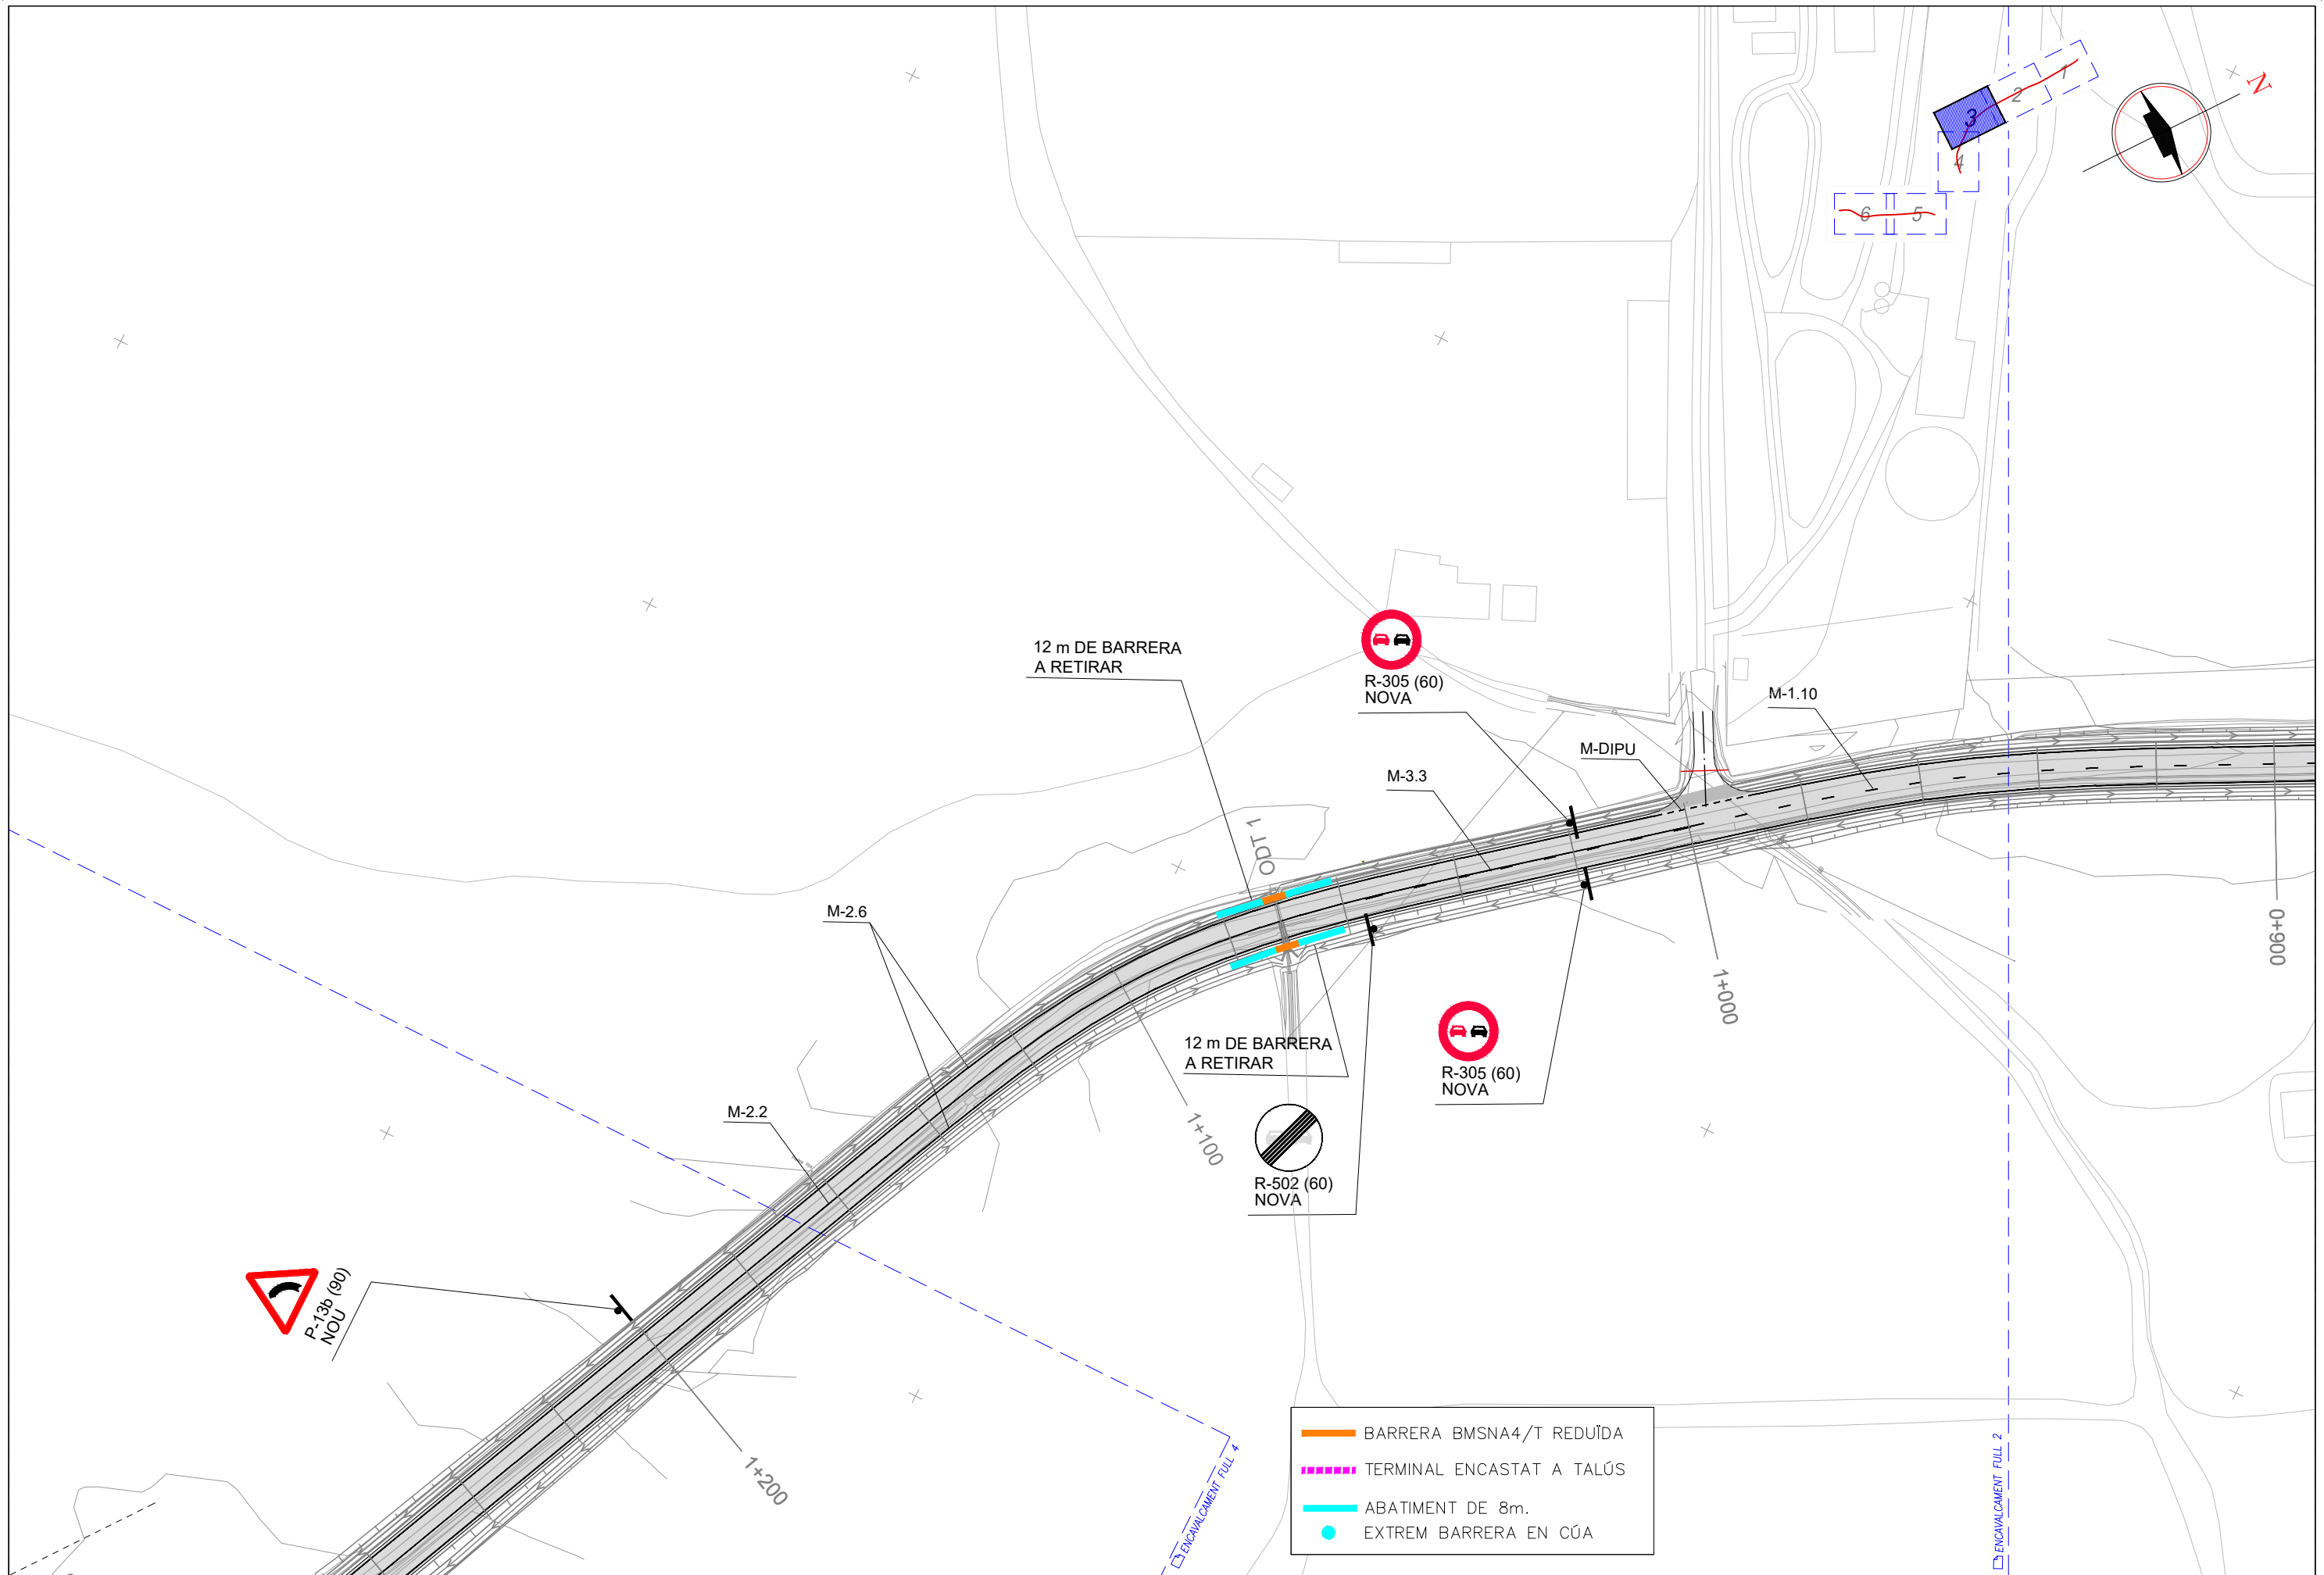 1
2
3
4
5
6
N
12 m DE BARRERA
A RETIRAR
R-305 (60)
NOVA
M-1.10
M-DIPU
M-3.3
ODT 1
M-2.6
0+900
1+000
12 m DE BARRERA
A RETIRAR
R-305 (60)
NOVA
M-2.2
1+100
R-502 (60)
NOVA
P-13b (90)
NOU
1+200
BARRERA BMSNA4/T REDUÏDA
TERMINAL ENCASTAT A TALÚS
ABATIMENT DE 8m.
EXTREM BARRERA EN CÚA
ENCAVALCAMENT FULL 4
ENCAVALCAMENT FULL 2